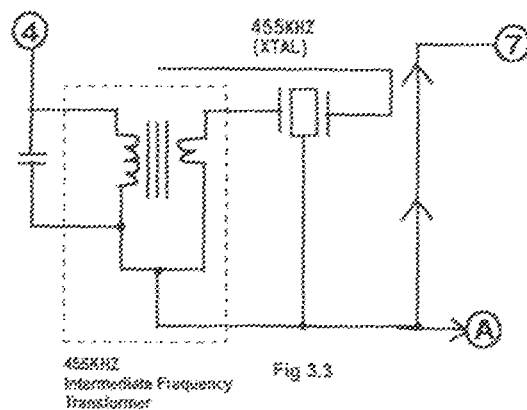 4
455KHZ
(XTAL)
7
A
455KHZ
Intermediate Frequency
Transformer
Fig 3.3